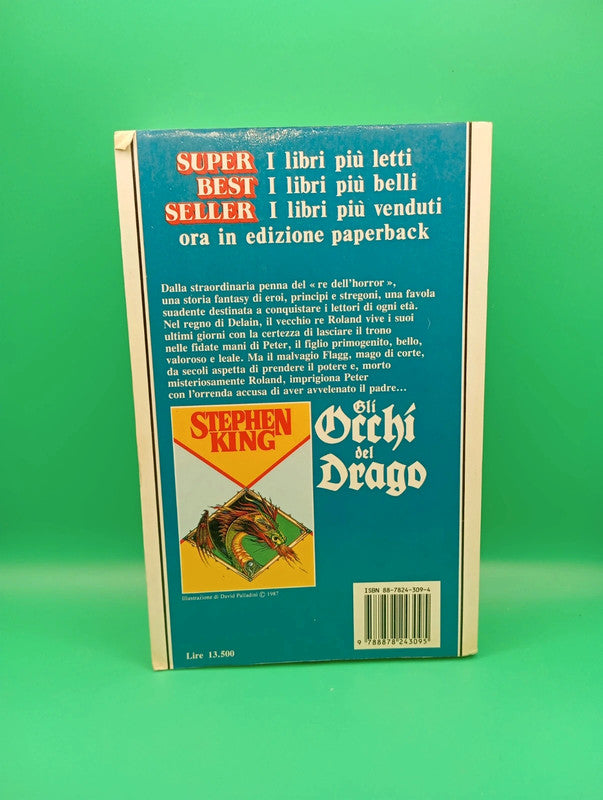 SUPER I libri più letti
BEST I libri più belli
SELLER I libri più venduti
ora in edizione paperback
Dalla straordinaria penna del « re dell'horror »,
una storia fantasy di eroi, principi e stregoni, una favola
suadente destinata a conquistare i lettori di ogni età.
Nel regno di Delain, il vecchio re Roland vive i suoi
ultimi giorni con la certezza di lasciare il trono
nelle fidate mani di Peter, il figlio primogenito, bello,
valoroso e leale. Ma il malvagio Flagg, mago di corte,
da secoli aspetta di prendere il potere e, morto
misteriosamente Roland, imprigiona Peter
con l'orrenda accusa di aver avvelenato il padre...
STEPHEN
KING
Gli
Occhi
del
Drago
Illustrazione di David Palladini © 1987
ISBN 88-7824-309-4
9 788878 243095
Lire 13.500